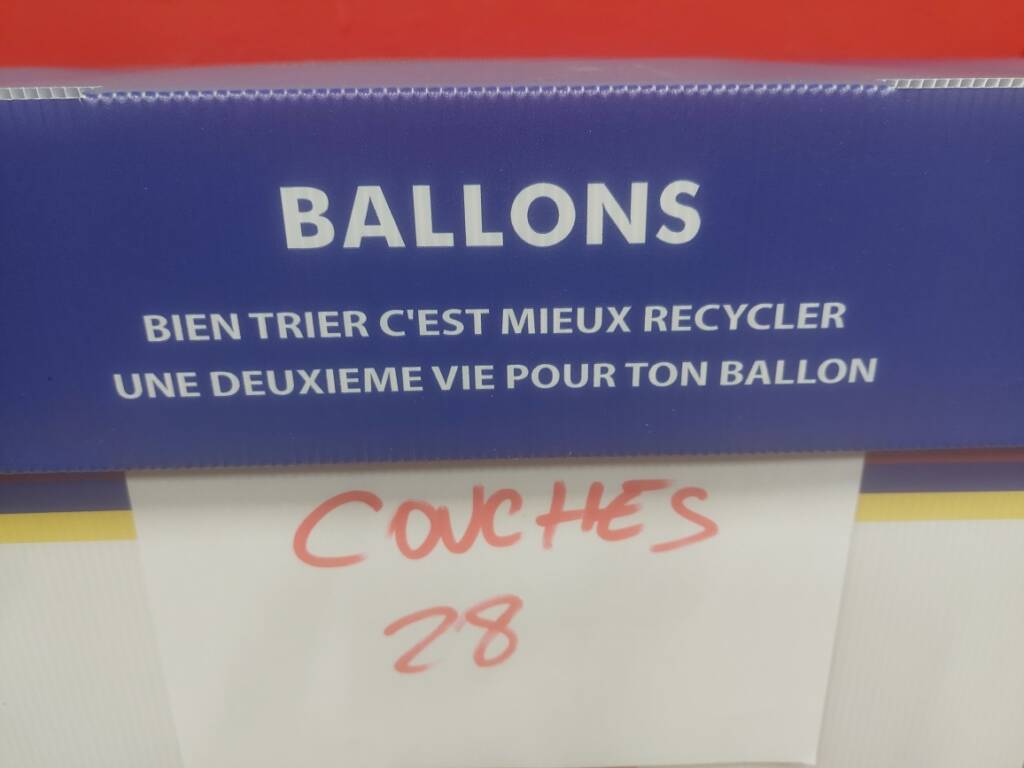 BALLONS
BIEN TRIER C'EST MIEUX RECYCLER
UNE DEUXIEME VIE POUR TON BALLON
COUCHES
28